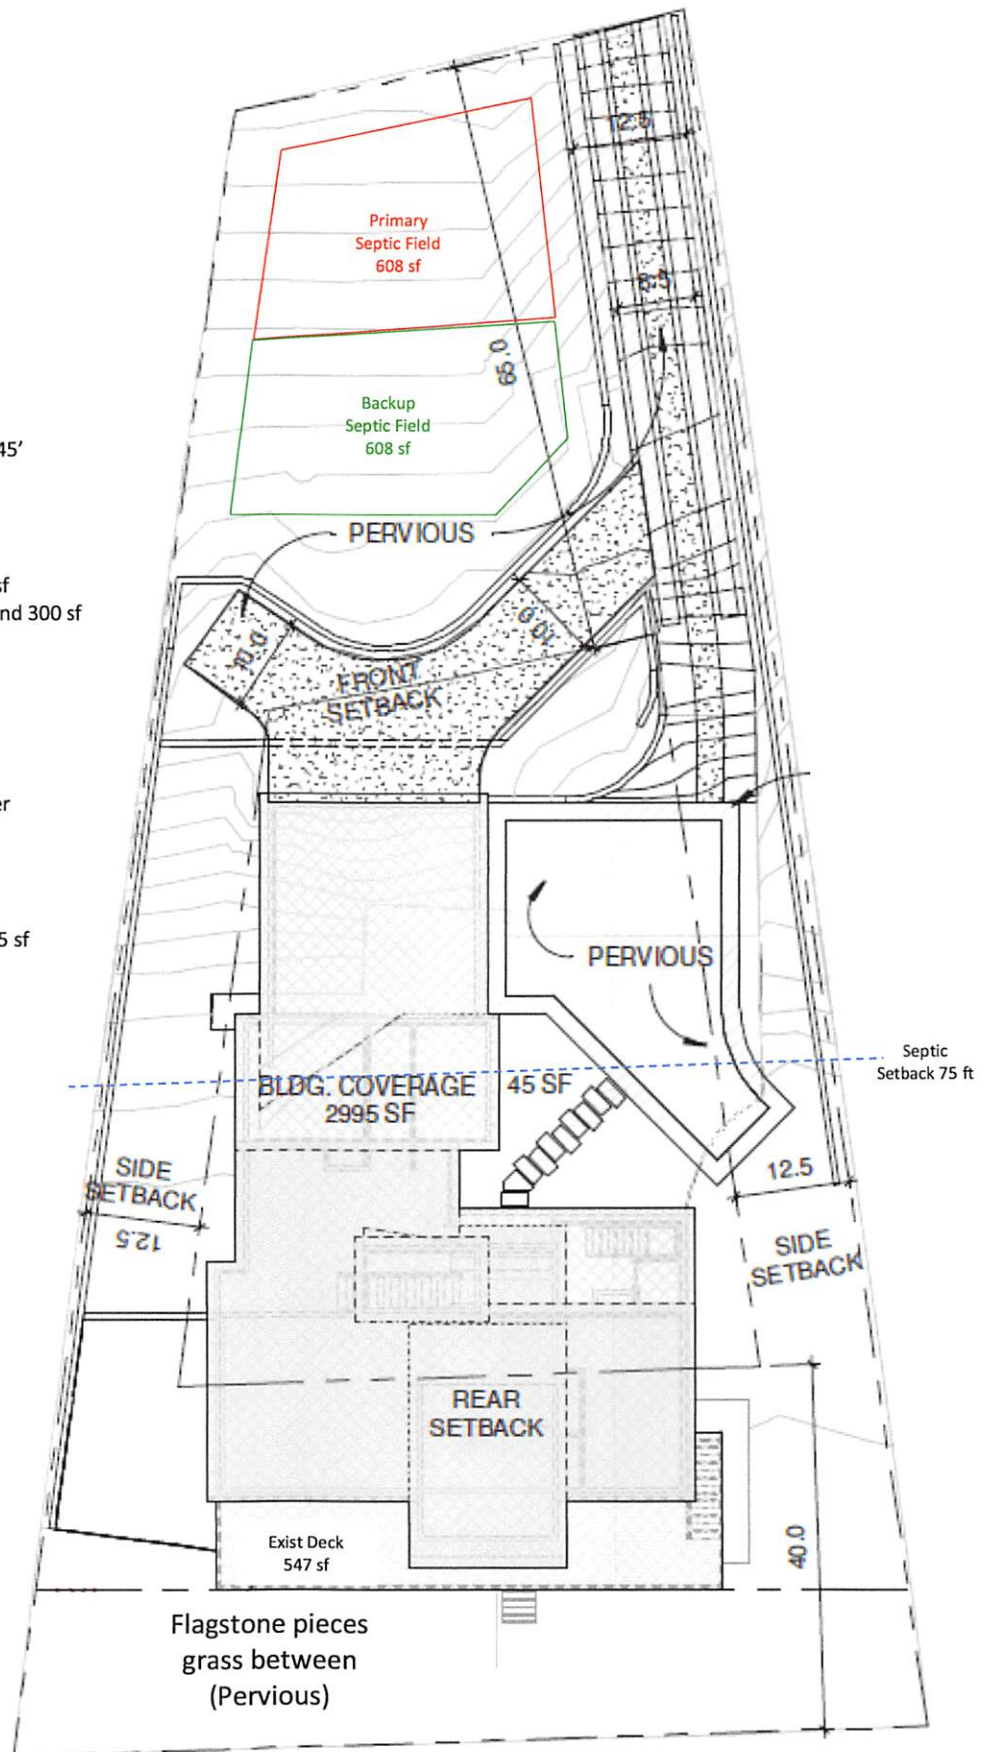 12.5
Primary
Septic Field
608 sf
8.5
65.0
Backup
Septic Field
608 sf
45’
PERVIOUS
sf
nd 300 sf
10.0
10.0
FRONT
SETBACK
er
5 sf
PERVIOUS
Septic
Setback 75 ft
BLDG. COVERAGE
2995 SF
45 SF
SIDE
SETBACK
12.5
12.5
SIDE
SETBACK
REAR
SETBACK
Exist Deck
547 sf
40.0
Flagstone pieces
grass between
(Pervious)